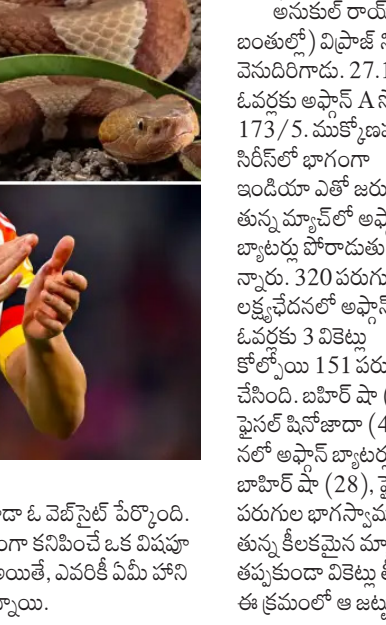 డా ఓ వెబ్‌సైట్ పేర్కొంది.
గా కనిపించే ఒక విషపూ
అయితే, ఎవరికీ ఏమీ హాని
న్నాయి.
అనుకుల్ రాయ్
బంతుల్లో) విప్రాజ్ ని
వెనుదిరిగాడు. 27.1
ఓవర్లకు అఫ్గాన్ A స్
173/5. ముక్కోణప
సిరీస్‌లో భాగంగా
ఇండియా ఎతో జరు
తున్న మ్యాచ్‌లో అఫ్గ
బ్యాటర్లు పోరాడుతు
న్నారు. 320 పరుగు
లక్ష్యఛేదనలో అఫ్గాన్
ఓవర్లకు 3 వికెట్లు
కోల్పోయి 151 పరు
చేసింది. బహిర్ షా (
ఫైసల్ షినోజాదా (4
నలో అఫ్గాన్ బ్యాటర్ల
బాహిర్ షా (28), ఫై
పరుగుల భాగస్వామ
తున్న కీలకమైన మా
తప్పకుండా వికెట్లు తీ
ఈ క్రమంలో ఆ జట్టు